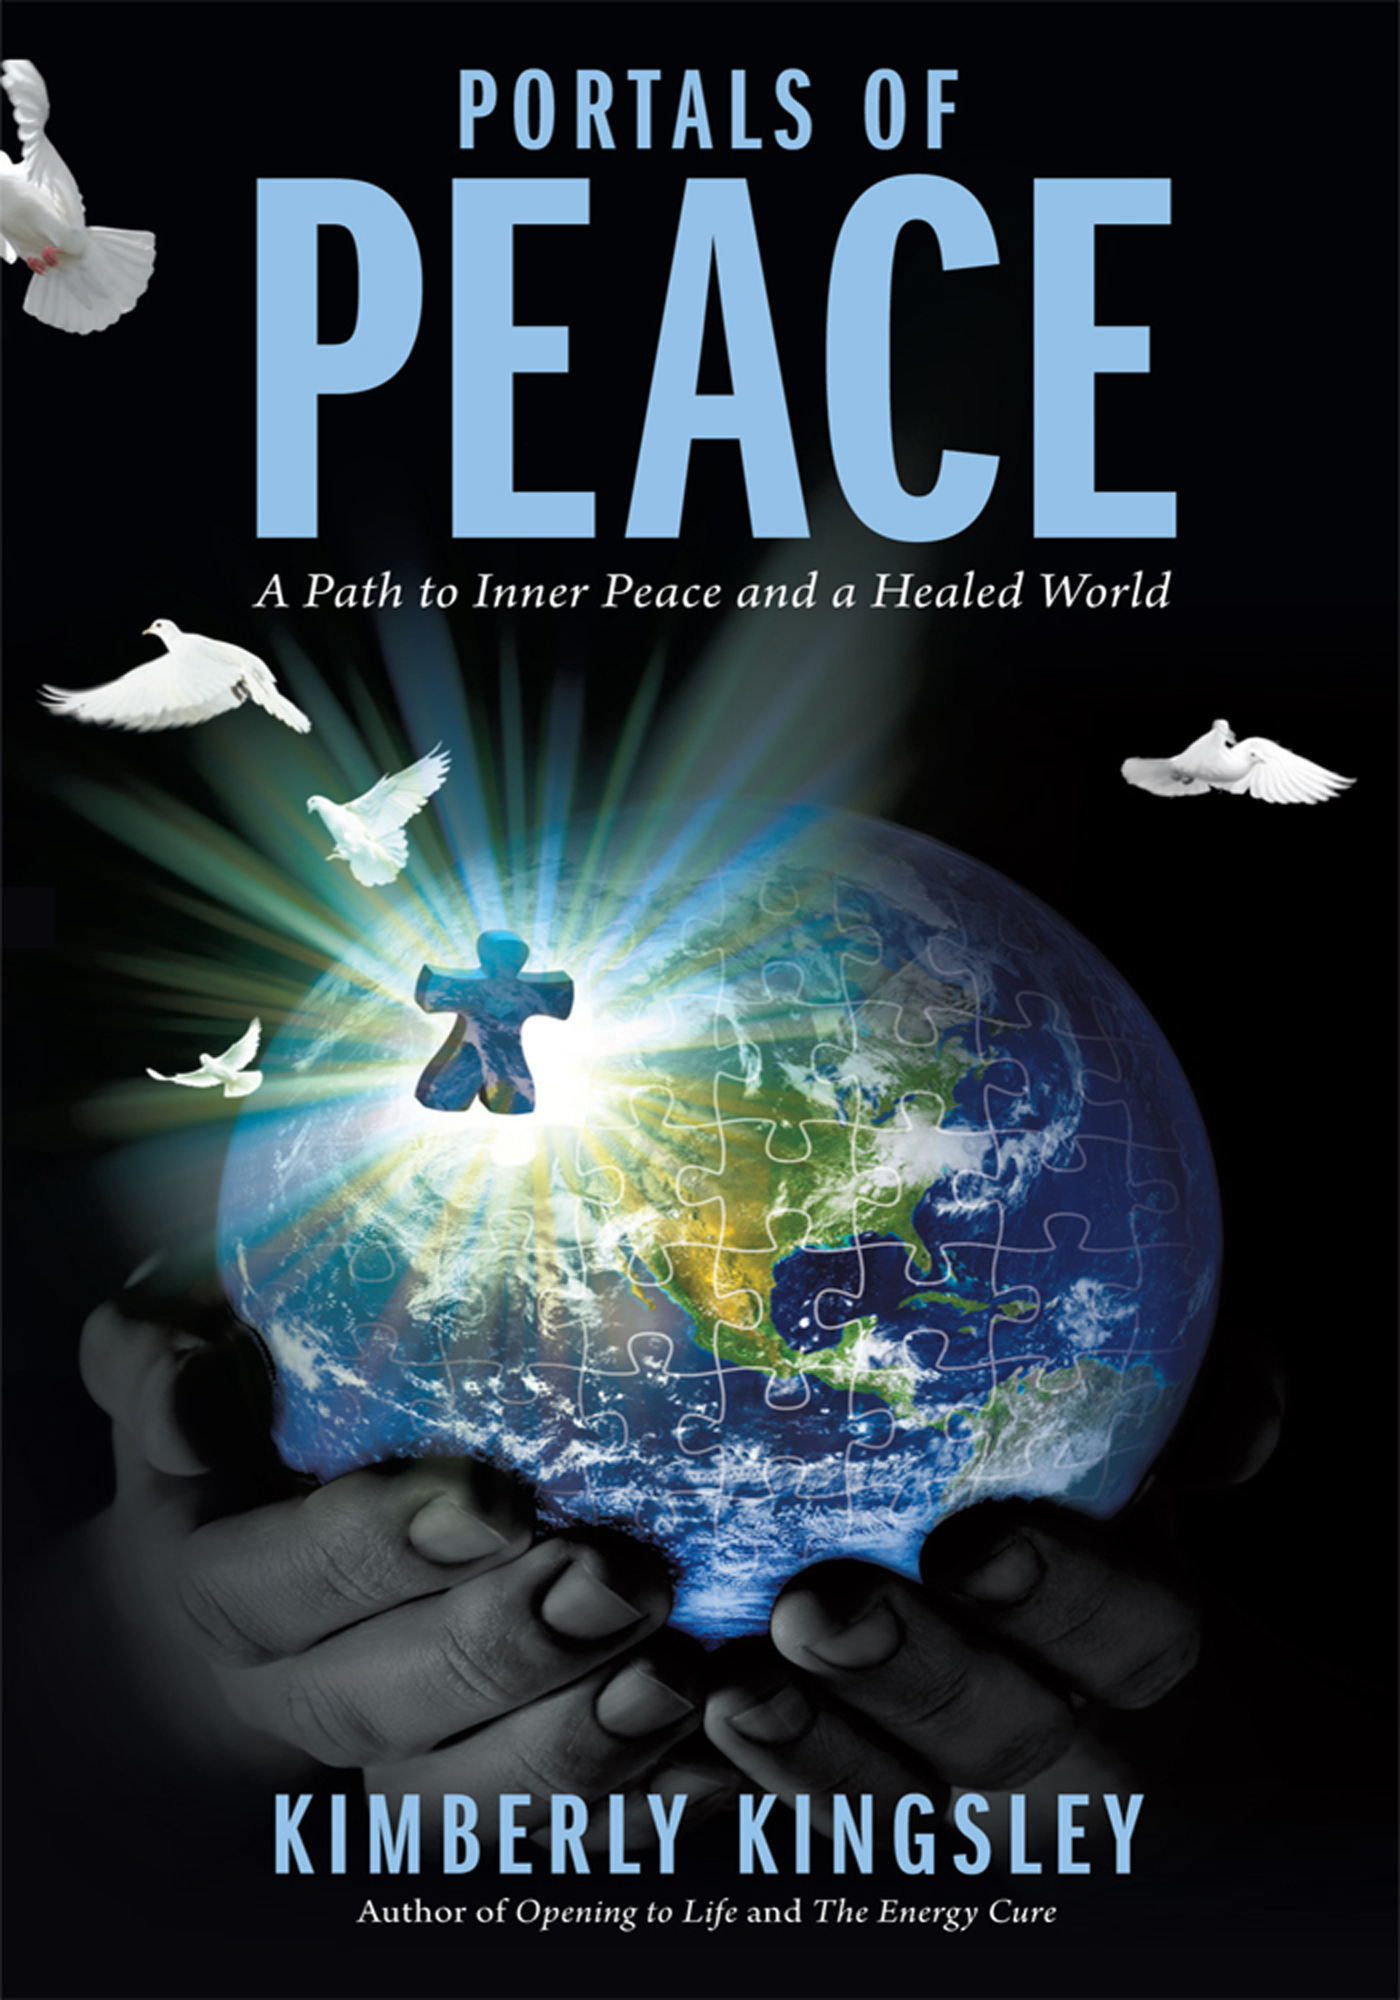 PORTALS OF
PEACE
A Path to Inner Peace and a Healed World
KIMBERLY KINGSLEY
Author of Opening to Life and The Energy Cure